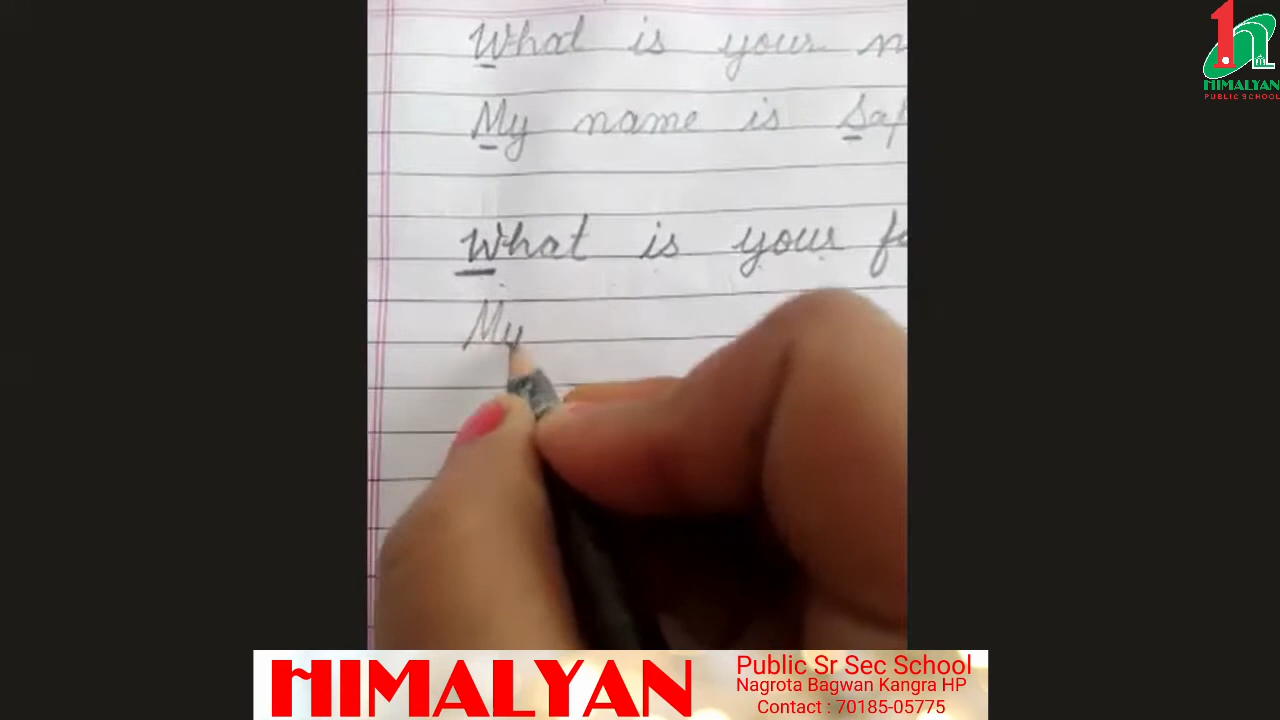 What is your
My name is
What is your
My
HIMALYAN
PUBLIC SCHOOL
HIMALYAN
Public Sr Sec School
Nagrota Bagwan Kangra HP
Contact : 70185-05775